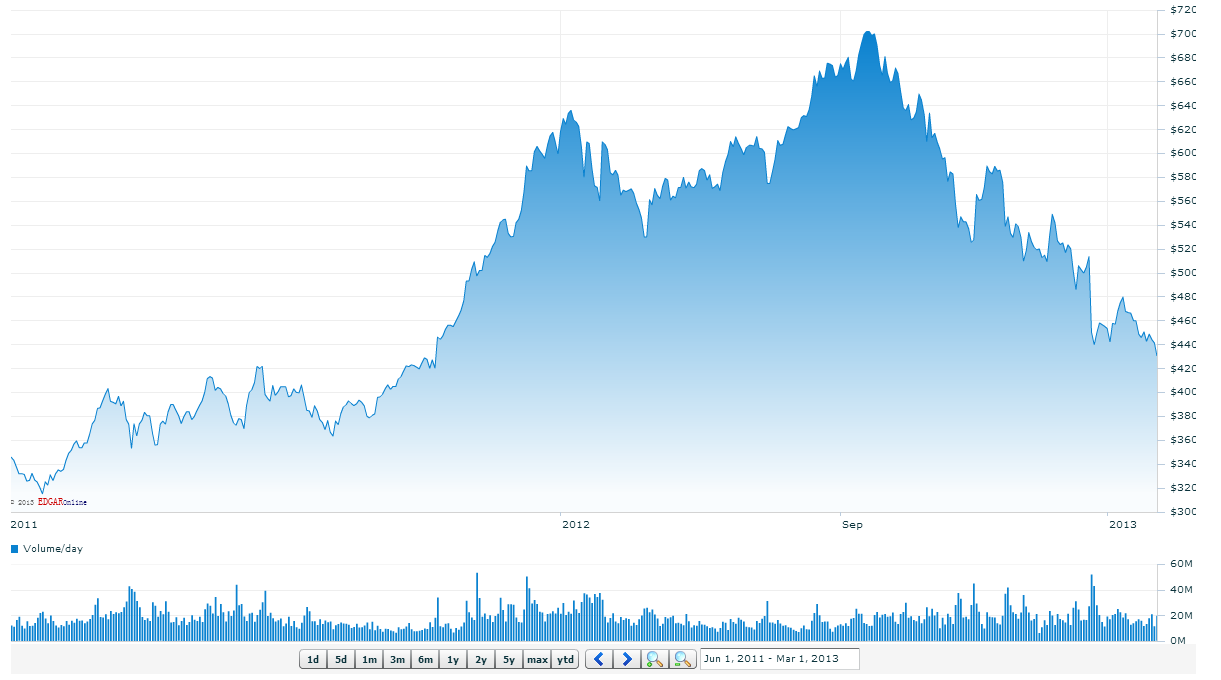 $720
$700
$680
$660
$640
$620
$600
$580
$560
$540
$520
$500
$480
$460
$440
$420
$400
$380
$360
$340
$320
$300
© 2013 EDGAROnline
2011 2012 Sep 2013
Volume/day
60M
40M
20M
0M
1d 5d 1m 3m 6m 1y 2y 5y max ytd Jun 1, 2011 - Mar 1, 2013